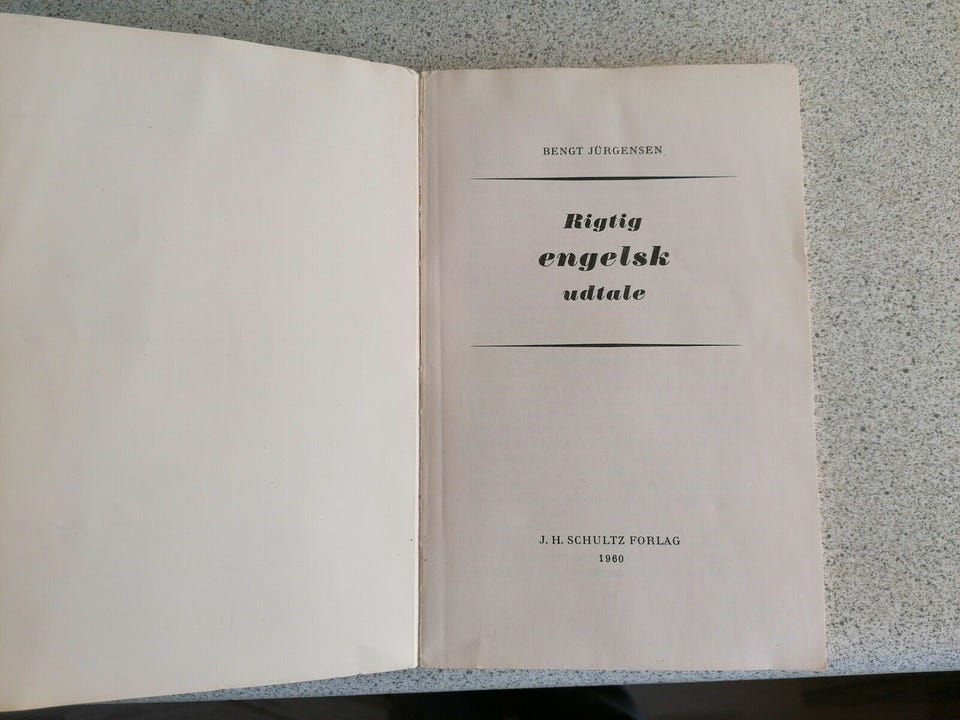 BENGT JÜRGENSEN
Rigtig
engelsk
udtale
J. H. SCHULTZ FORLAG
1960